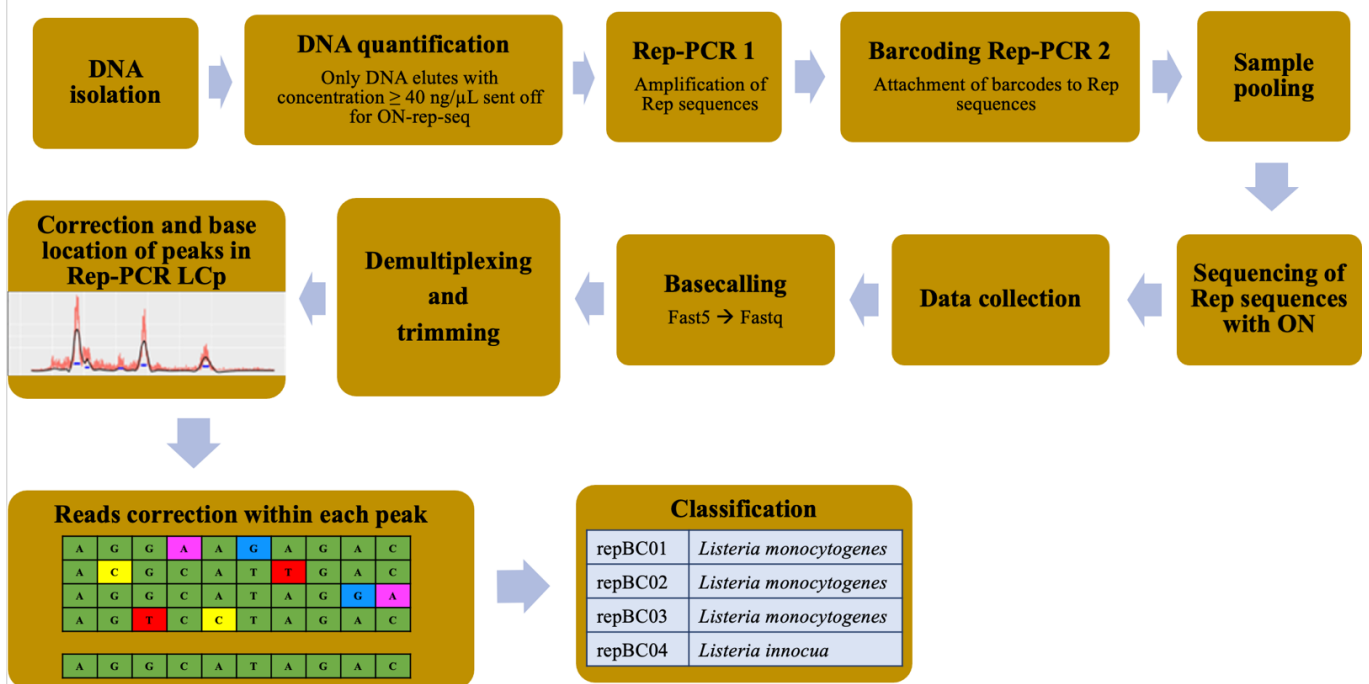 DNA
isolation
DNA quantification
Only DNA elutes with
concentration ≥ 40 ng/µL sent off
for ON-rep-seq
Rep-PCR 1
Amplification of
Rep sequences
Barcoding Rep-PCR 2
Attachment of barcodes to Rep
sequences
Sample
pooling
Sequencing of
Rep sequences
with ON
Data collection
Basecalling
Fast5 → Fastq
Demultiplexing
and
trimming
Correction and base
location of peaks in
Rep-PCR LCp
Reads correction within each peak
A G G A A G A G A C
A C G C A T T G A C
A G G C A T A G G A
A G T C C T A G A C
A G G C A T A G A C
Classification
repBC01 Listeria monocytogenes
repBC02 Listeria monocytogenes
repBC03 Listeria monocytogenes
repBC04 Listeria innocua